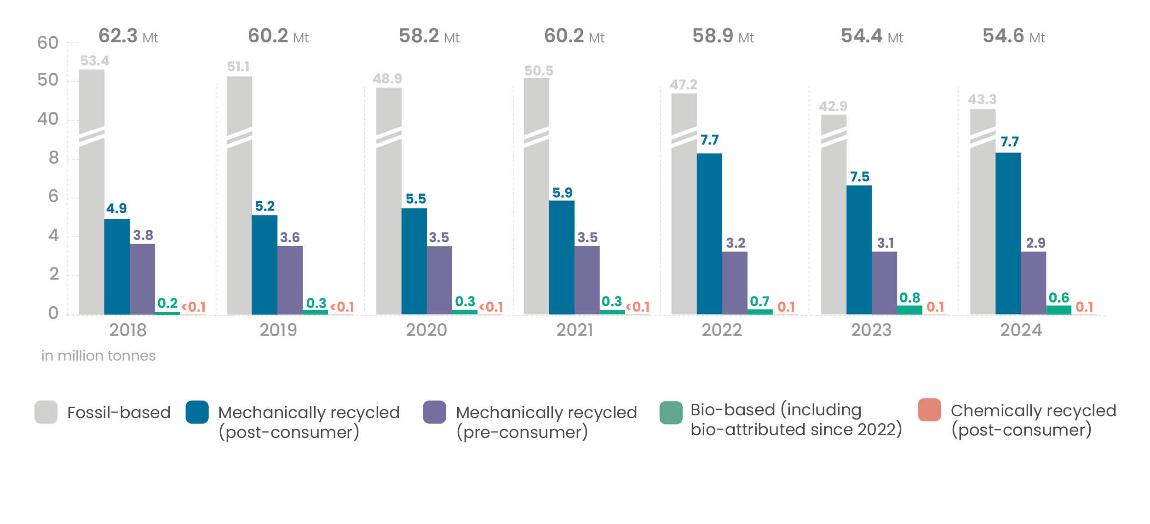 62.3 Mt 60.2 Mt 58.2 Mt 60.2 Mt 58.9 Mt 54.4 Mt 54.6 Mt
60
50
40
8
6
4
2
0
53.4 4.9 3.8 0.2 <0.1
51.1 5.2 3.6 0.3 <0.1
48.9 5.5 3.5 0.3 <0.1
50.5 5.9 3.5 0.3 <0.1
47.2 7.7 3.2 0.7 0.1
42.9 7.5 3.1 0.8 0.1
43.3 7.7 2.9 0.6 0.1
2018 2019 2020 2021 2022 2023 2024
in million tonnes
Fossil-based
Mechanically recycled
(post-consumer)
Mechanically recycled
(pre-consumer)
Bio-based (including
bio-attributed since 2022)
Chemically recycled
(post-consumer)